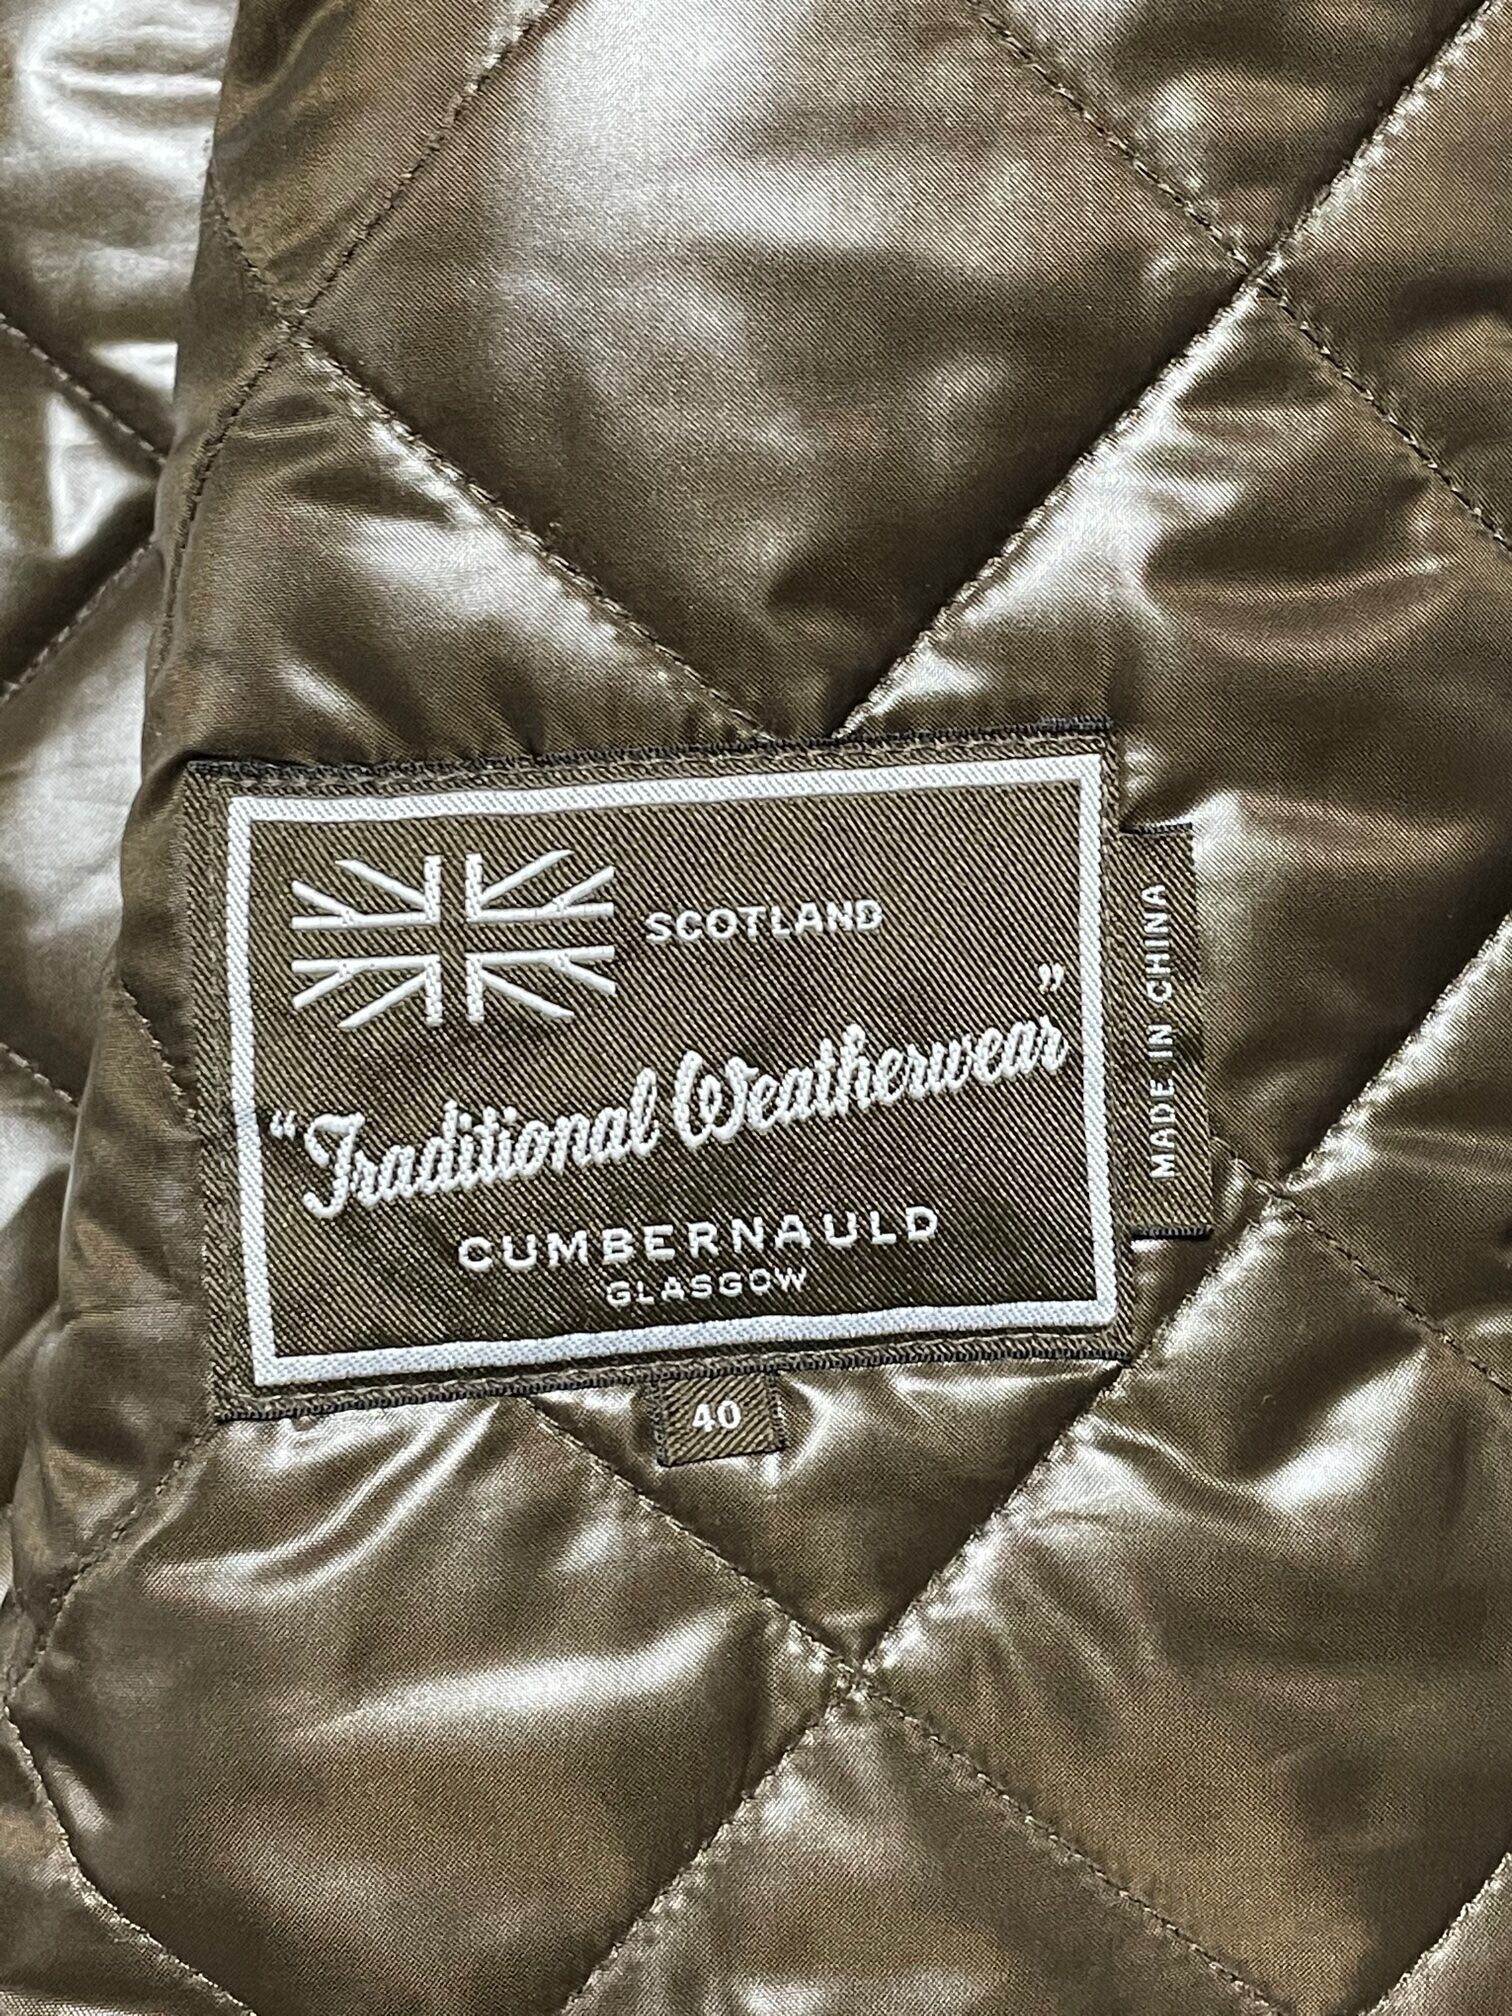 SCOTLAND
"Traditional Weatherwear"
CUMBERNAULD
GLASGOW
40
MADE IN CHINA